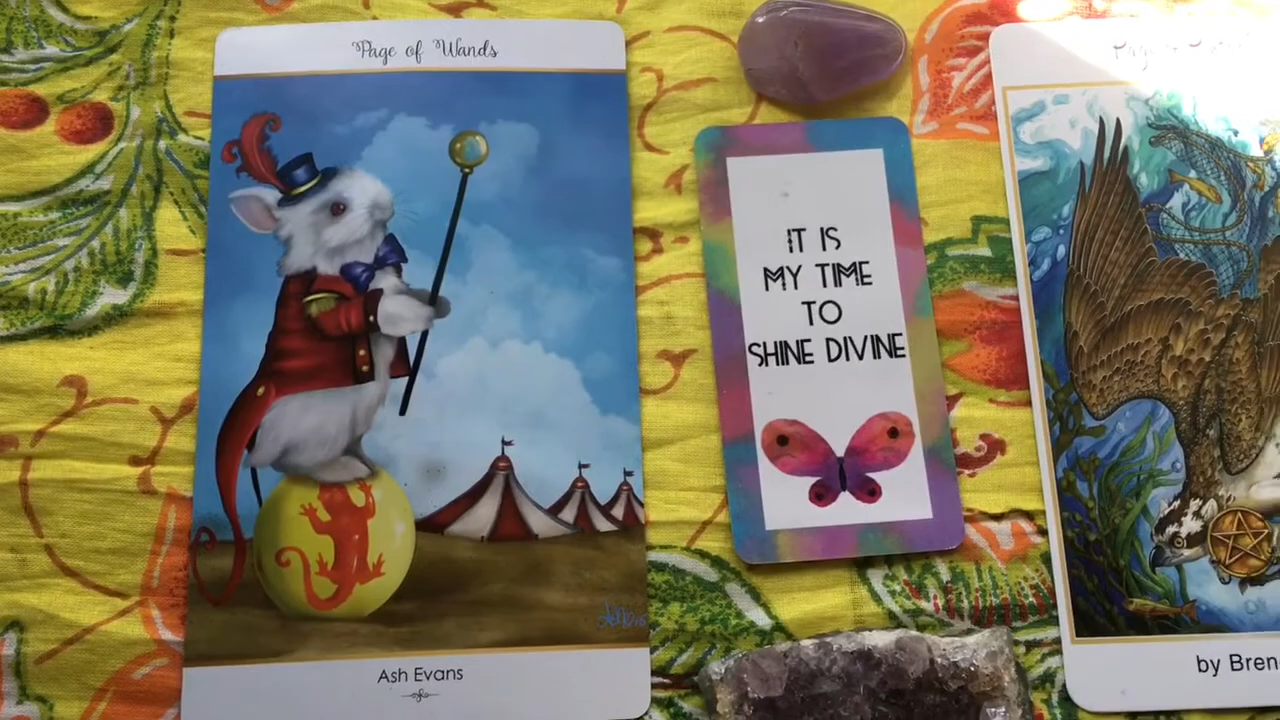 Page of Wands
Ash Evans
IT IS
MY TIME
TO
SHINE DIVINE
by Bren